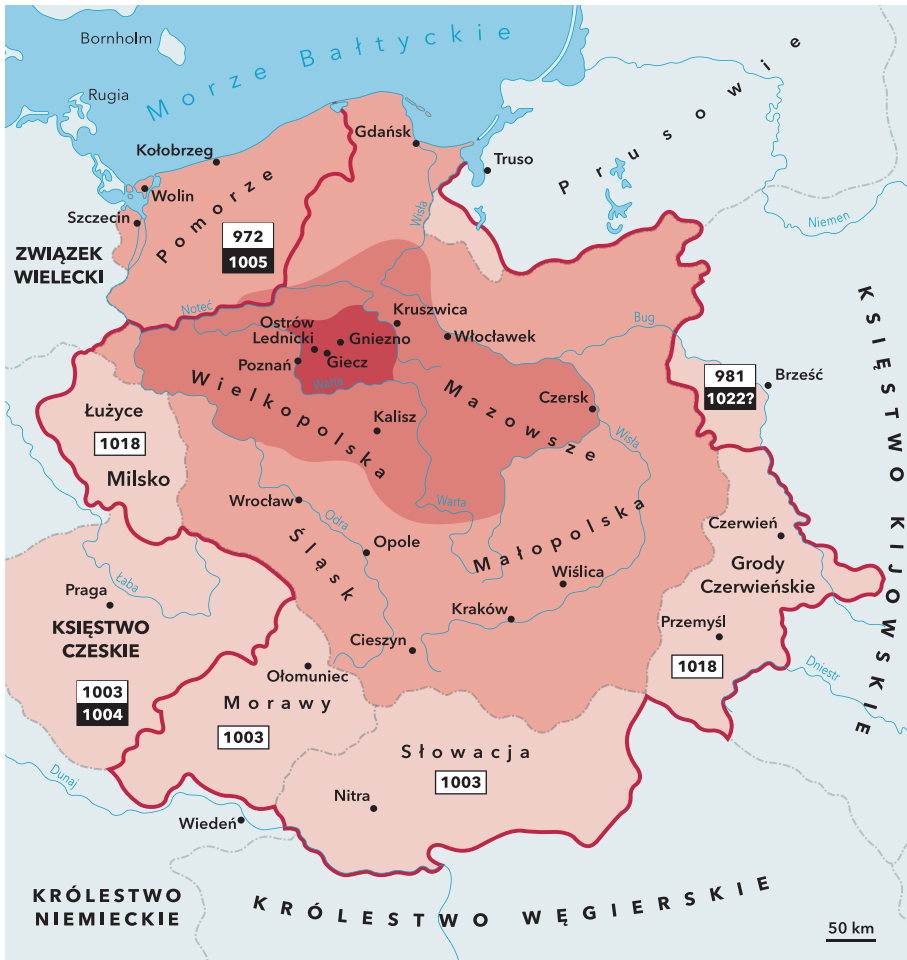 Bornholm
Morze Bałtyckie
Rugia
Prusowie
Gdańsk
Kołobrzeg
Truso
Wolin
Pomorze
Szczecin
Wisła
Niemen
972
1005
ZWIĄZEK
WIELECKI
Noteć
Ostrów
Lednicki
Kruszwica
Gniezno
Włocławek
Bug
Poznań
Giecz
Warta
KSIĘSTWO KIJOWSKIE
981
1022?
Brześć
Wielkopolska
Mazowsze
Czersk
Łużyce
1018
Milsko
Kalisz
Wisła
Wrocław
Warta
Odra
Małopolska
Śląsk
Opole
Czerwień
Wiślica
Grody
Czerwieńskie
Łaba
Praga
KSIĘSTWO
CZESKIE
Kraków
Przemyśl
Cieszyn
1018
Dniestr
Ołomuniec
1003
1004
Morawy
1003
Słowacja
1003
Dunaj
Nitra
Wiedeń
KRÓLESTWO
NIEMIECKIE
KRÓLESTWO WĘGIERSKIE
50 km